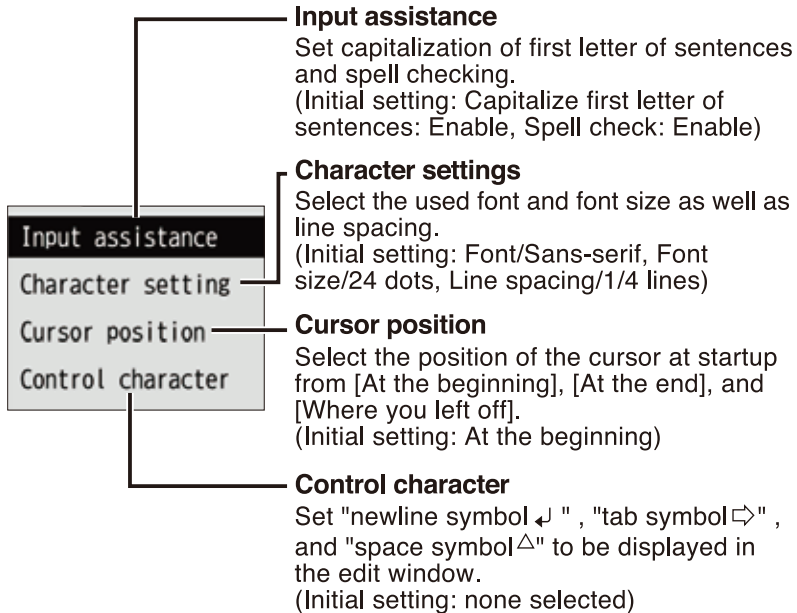 Input assistance
Set capitalization of first letter of sentences
and spell checking.
(Initial setting: Capitalize first letter of
sentences: Enable, Spell check: Enable)
Character settings
Select the used font and font size as well as
line spacing.
(Initial setting: Font/Sans-serif, Font
size/24 dots, Line spacing/1/4 lines)
Input assistance
Character setting
Cursor position
Control character
Cursor position
Select the position of the cursor at startup
from [At the beginning], [At the end], and
[Where you left off].
(Initial setting: At the beginning)
Control character
Set "newline symbol ↲ " , "tab symbol ⇨" ,
and "space symbol △" to be displayed in
the edit window.
(Initial setting: none selected)